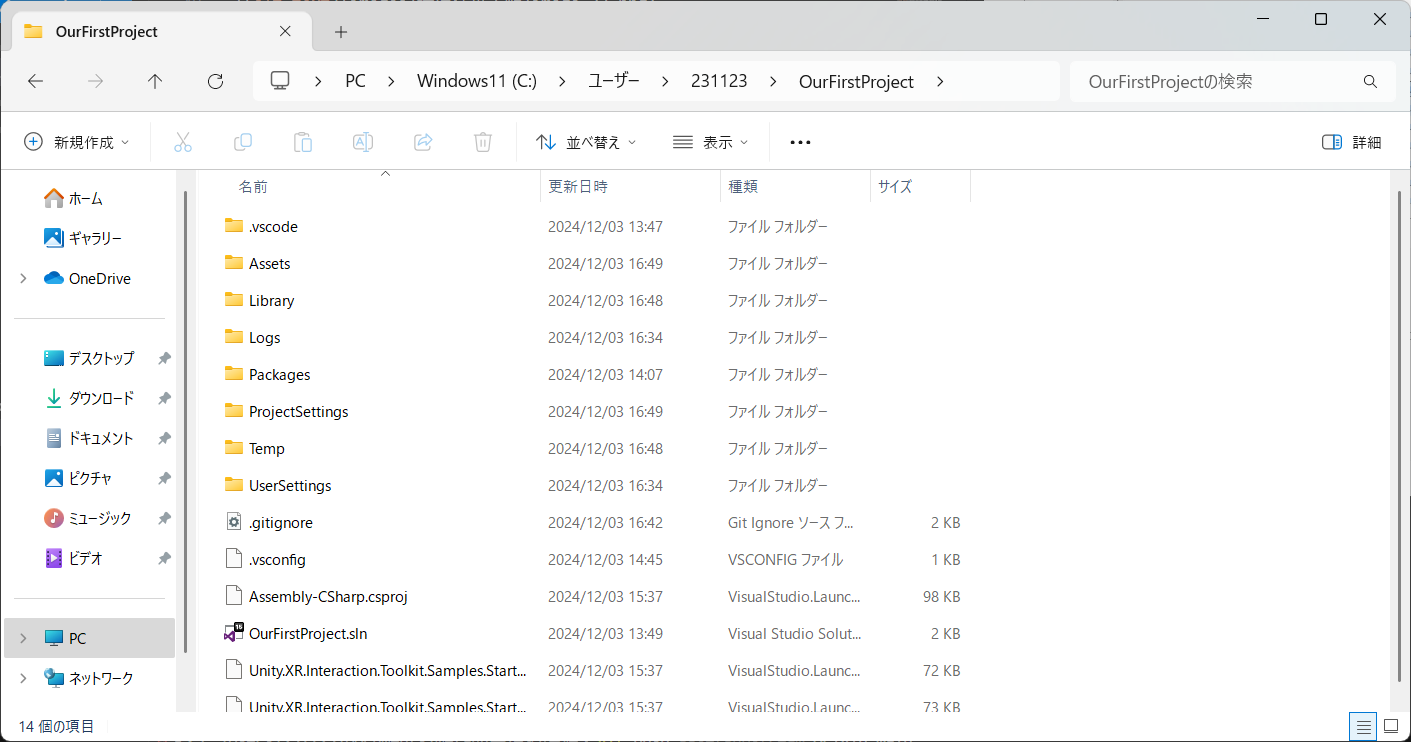 OurFirstProject
PC
Windows11 (C:)
ユーザー
231123
OurFirstProject
OurFirstProjectの検索
新規作成
並べ替え
表示
詳細
ホーム
ギャラリー
OneDrive
デスクトップ
ダウンロード
ドキュメント
ピクチャ
ミュージック
ビデオ
PC
ネットワーク
名前 更新日時 種類 サイズ
.vscode 2024/12/03 13:47 ファイル フォルダー
Assets 2024/12/03 16:49 ファイル フォルダー
Library 2024/12/03 16:48 ファイル フォルダー
Logs 2024/12/03 16:34 ファイル フォルダー
Packages 2024/12/03 14:07 ファイル フォルダー
ProjectSettings 2024/12/03 16:49 ファイル フォルダー
Temp 2024/12/03 16:48 ファイル フォルダー
UserSettings 2024/12/03 16:34 ファイル フォルダー
.gitignore 2024/12/03 16:42 Git Ignore ソース フ... 2 KB
.vsconfig 2024/12/03 14:45 VSCONFIG ファイル 1 KB
Assembly-CSharp.csproj 2024/12/03 15:37 VisualStudio.Launc... 98 KB
OurFirstProject.sln 2024/12/03 13:49 Visual Studio Solut... 2 KB
Unity.XR.Interaction.Toolkit.Samples.Start... 2024/12/03 15:37 VisualStudio.Launc... 72 KB
Unity.XR.Interaction.Toolkit.Samples.Start... 2024/12/03 15:37 VisualStudio.Launc... 73 KB
14 個の項目